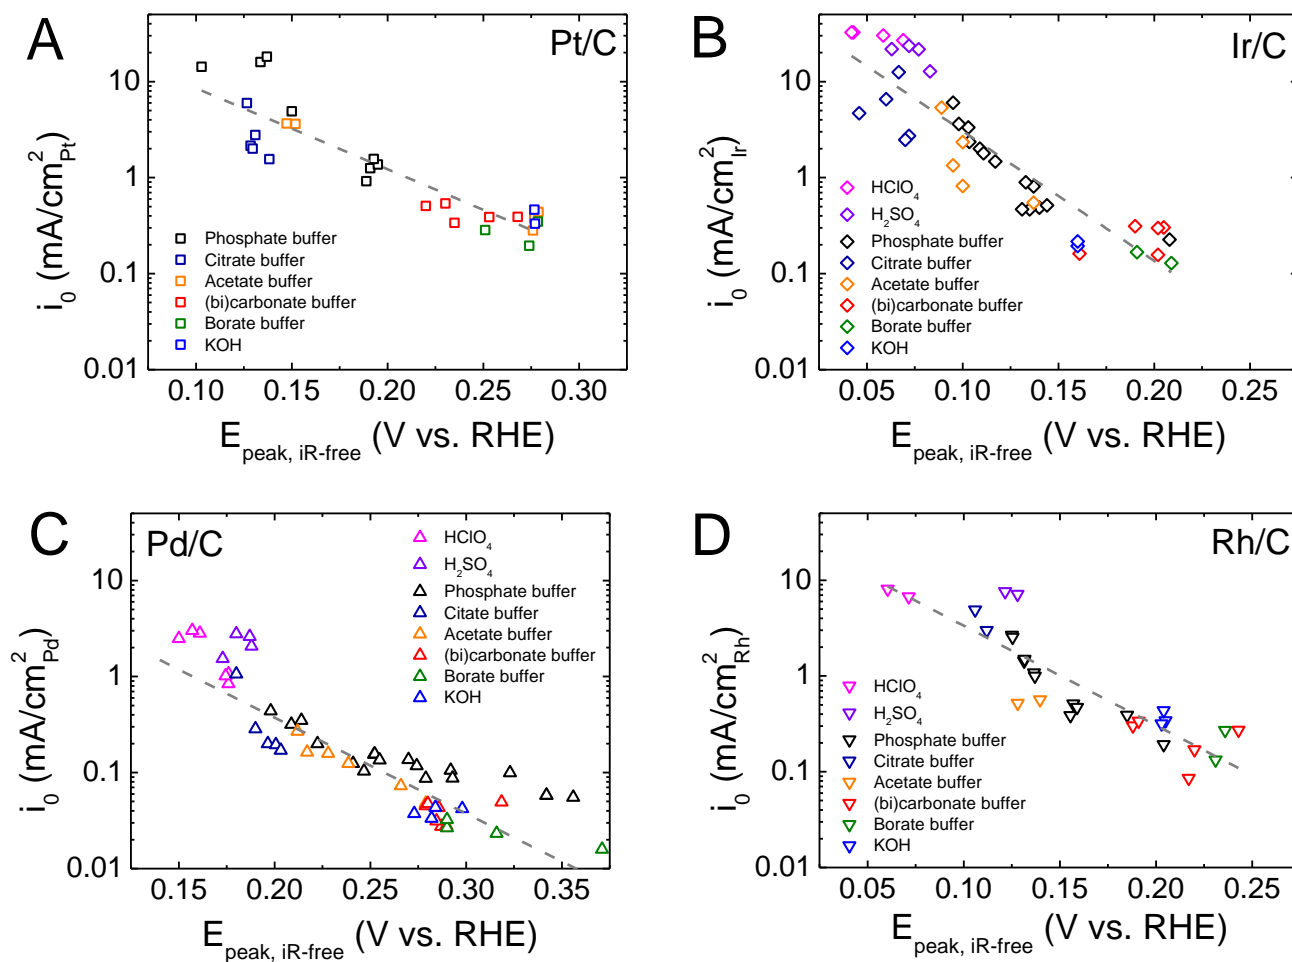 A
Pt/C
10
1
0.1
0.01
i0 (mA/cm2Pt)
Phosphate buffer
Citrate buffer
Acetate buffer
(bi)carbonate buffer
Borate buffer
KOH
0.10 0.15 0.20 0.25 0.30
Epeak, iR-free (V vs. RHE)
B
Ir/C
10
1
0.1
0.01
i0 (mA/cm2Ir)
HClO4
H2SO4
Phosphate buffer
Citrate buffer
Acetate buffer
(bi)carbonate buffer
Borate buffer
KOH
0.05 0.10 0.15 0.20 0.25
Epeak, iR-free (V vs. RHE)
C
Pd/C
10
1
0.1
0.01
i0 (mA/cm2Pd)
HClO4
H2SO4
Phosphate buffer
Citate buffer
Acetate buffer
(bi)carbonate buffer
Borate buffer
KOH
0.15 0.20 0.25 0.30 0.35
Epeak, iR-free (V vs. RHE)
D
Rh/C
10
1
0.1
0.01
i0 (mA/cm2Rh)
HClO4
H2SO4
Phosphate buffer
Citrate buffer
Acetate buffer
(bi)carbonate buffer
Borate buffer
KOH
0.05 0.10 0.15 0.20 0.25
Epeak, iR-free (V vs. RHE)